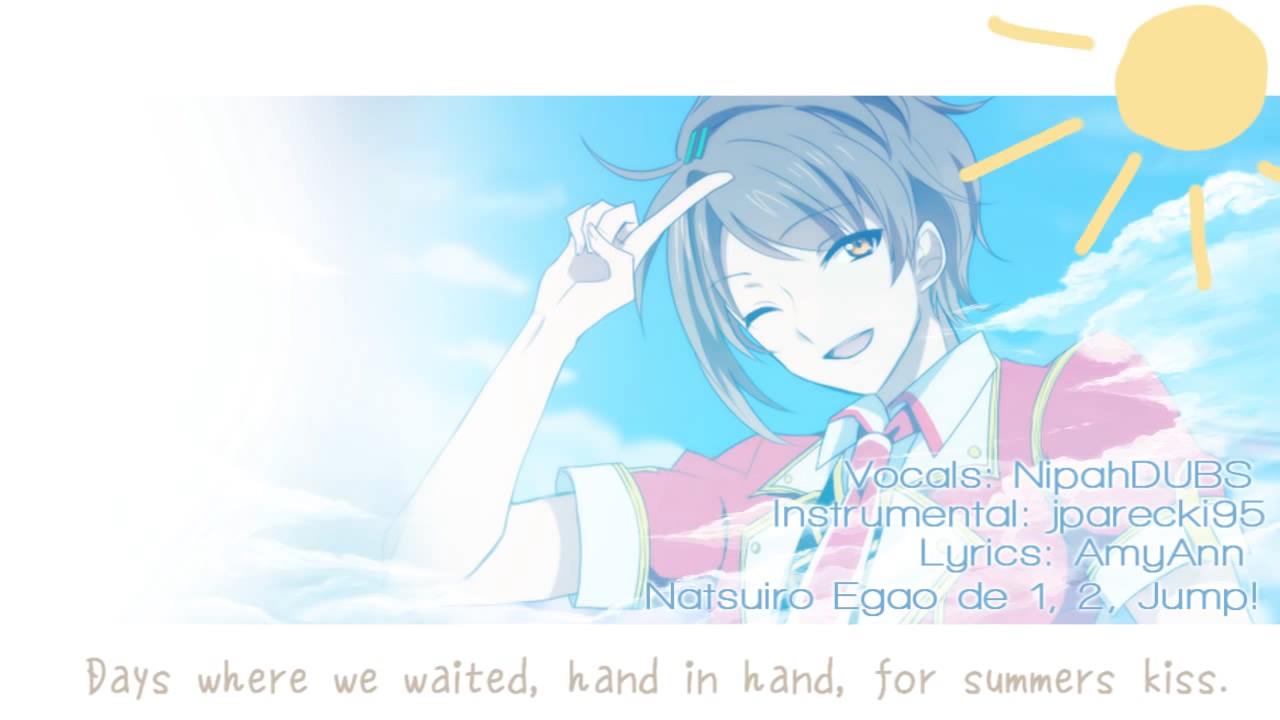 Vocals: NipahDUBS
Instrumental: jparecki95
Lyrics: AmyAnn
Natsuiro Egao de 1, 2, Jump!
Days where we waited, hand in hand, for summers kiss.